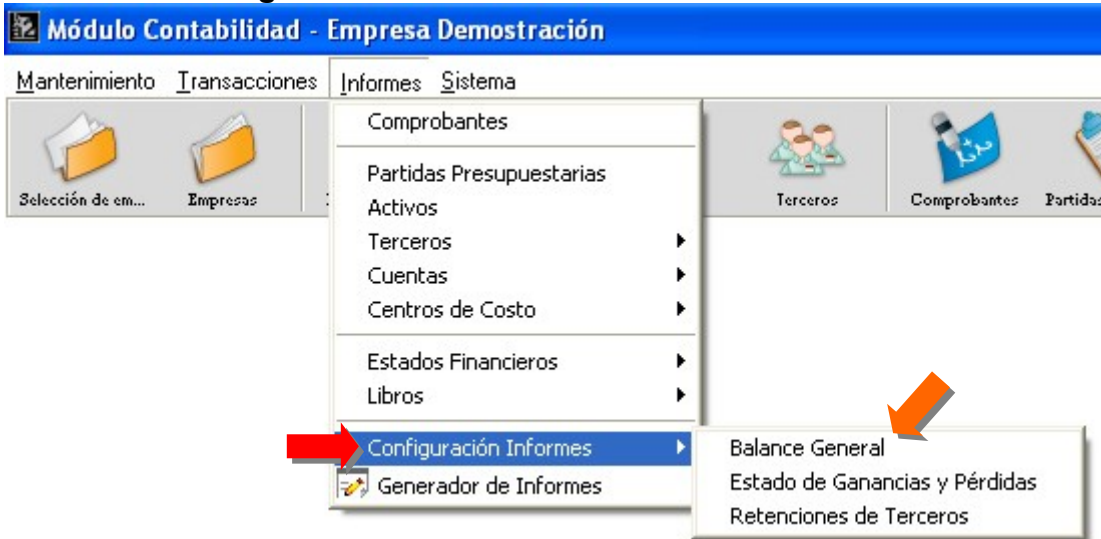 Módulo Contabilidad - Empresa Demostración
Mantenimiento Transacciones Informes Sistema
Selección de em... Empresas Terceros Comprobantes Partidas
Comprobantes
Partidas Presupuestarias
Activos
Terceros
Cuentas
Centros de Costo
Estados Financieros
Libros
Configuración Informes
Generador de Informes
Balance General
Estado de Ganancias y Pérdidas
Retenciones de Terceros